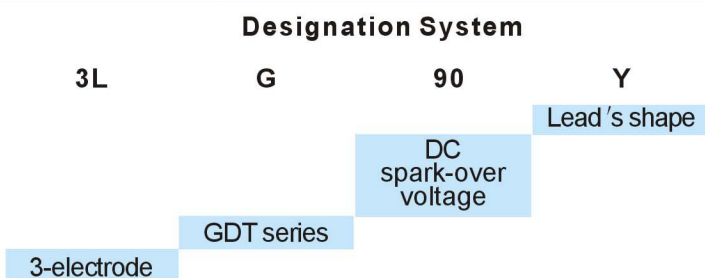 Designation System
3L G 90 Y
Lead's shape
DC
spark-over
voltage
GDT series
3-electrode